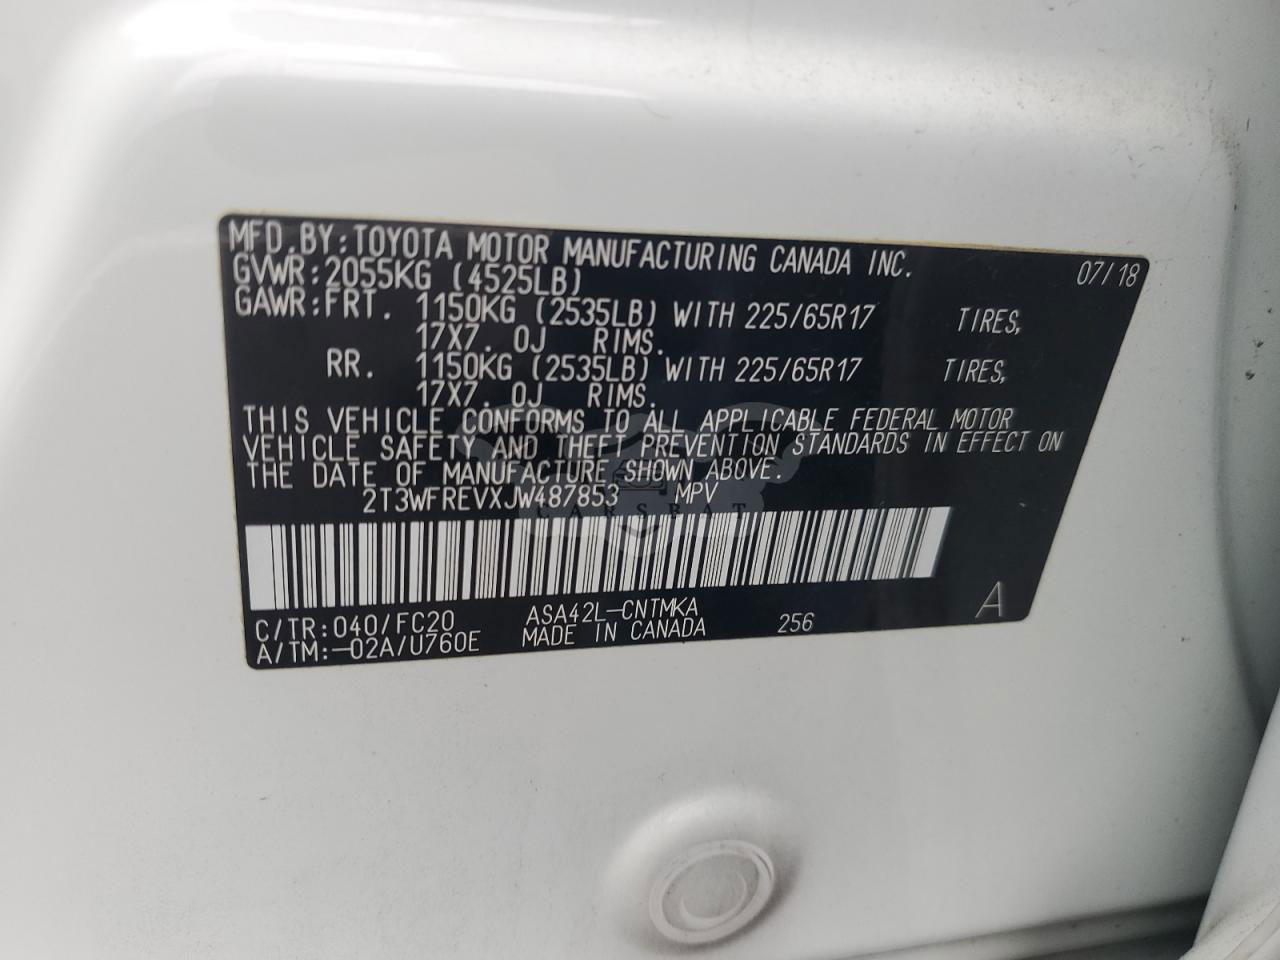 MFD.BY:TOYOTA MOTOR MANUFACTURING CANADA INC. 07/18
GVWR:2055KG (4525LB)
GAWR:FRT. 1150KG (2535LB) WITH 225/65R17 TIRES,
17X7. 0J RIMS.
RR. 1150KG (2535LB) WITH 225/65R17 TIRES,
17X7. 0J RIMS.
THIS VEHICLE CONFORMS TO ALL APPLICABLE FEDERAL MOTOR
VEHICLE SAFETY AND THEFT PREVENTION STANDARDS IN EFFECT ON
THE DATE OF MANUFACTURE SHOWN ABOVE.
2T3WFREVXJW487853 MPV
CARSBAT
C/TR:040/FC20 ASA42L-CNTMKA A
A/TM:-02A/U760E MADE IN CANADA 256